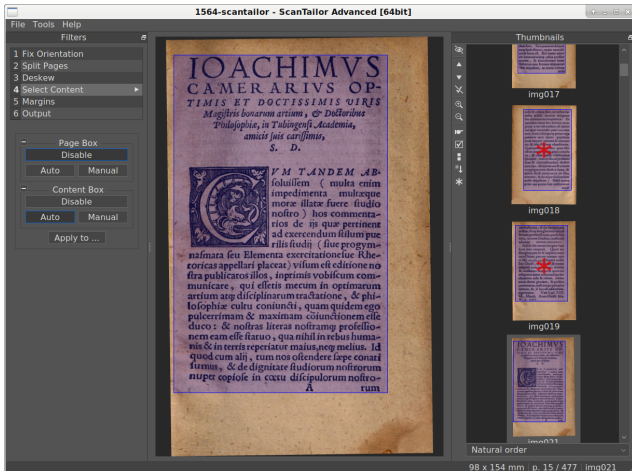 1564-scantailor - ScanTailor Advanced [64bit]
File Tools Help
Filters
1 Fix Orientation
2 Split Pages
3 Deskew
4 Select Content
5 Margins
6 Output
Page Box
Disable
Auto Manual
Content Box
Disable
Auto Manual
Apply to ...
IOACHIMVS
CAMERARIVS OP-
TIMIS ET DOCTISSIMIS VIRIS
Magistris bonarum artium, & Doctoribus
Philosophiæ, in Tubingensi Academia,
amicis suis carissimis,
S. D.
VM TANDEM AB-
soluissem ( multa enim
impedimenta multæque
moræ illatæ fuere studio
nostro ) hos commenta-
rios de ijs quæ pertinent
ad exercendum stilum pue
rilis studij ( siue progym-
nasmata seu Elementa exercitationesue Rhe-
toricas appellari placeat) visum est editione no
stra publicatos illos, inprimis vobiscum com-
municare, qui essetis mecum in optimarum
artium atq; disciplinarum tractatione, & phi-
losophiæ cultu coniuncti, quam quidem ego
pulcerrimam & maximam coniunctionem esse
duco: & nostras literas nostramq; professio-
nem eam esse statuo, qua nihil in rebus huma-
nis & in terris reperiatur maius, neq; melius. Id
quod cum alij, tum nos ostendere sæpe conati
sumus, & de dignitate studiorum nostrorum
nuper copiose in cœtu discipulorum nostro-
A rum
Thumbnails
img017
img018
img019
IOACHIMVS
CAMERARIVS OP-
img021
Natural order
98 x 154 mm p. 15 / 477 img021